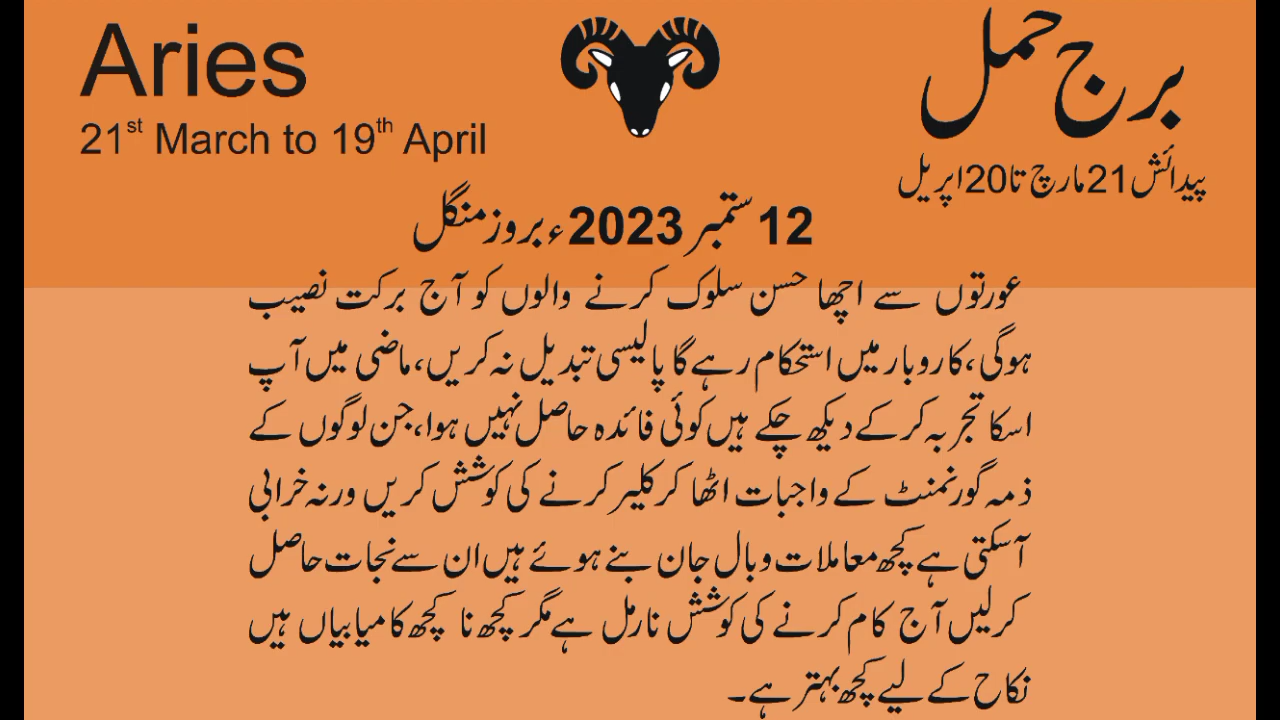 Aries
برج حمل
21st March to 19th April
پیدائش 21 مارچ تا 20 اپریل
12 ستمبر 2023ء بروز منگل
عورتوں سے اچھا حسن سلوک کرنے والوں کو آج برکت نصیب
ہوگی، کاروبار میں استحکام رہے گا پالیسی تبدیل نہ کریں، ماضی میں آپ
اسکا تجربہ کرکے دیکھ چکے ہیں کوئی فائدہ حاصل نہیں ہوا، جن لوگوں کے
ذمہ گورنمنٹ کے واجبات اٹھا کر کلیر کرنے کی کوشش کریں ورنہ خرابی
آسکتی ہے کچھ معاملات وبال جان بنے ہوئے ہیں ان سے نجات حاصل
کرلیں آج کام کرنے کی کوشش نارمل ہے مگر کچھ نا کچھ کامیابیاں ہیں
نکاح کے لیے کچھ بہتر ہے۔